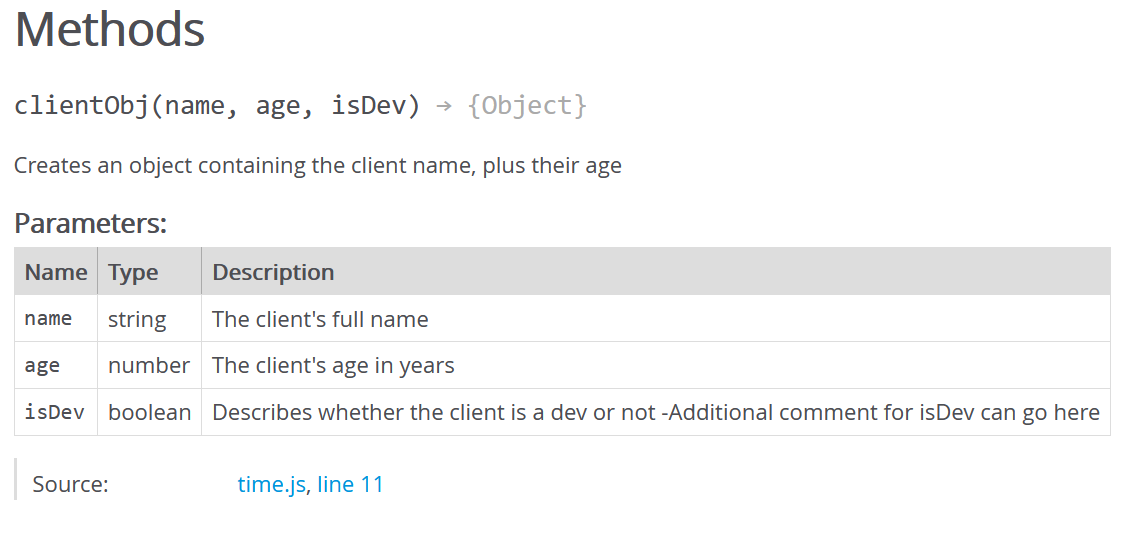 Methods
clientObj(name, age, isDev) → {Object}
Creates an object containing the client name, plus their age
Parameters:
Name Type Description
name string The client's full name
age number The client's age in years
isDev boolean Describes whether the client is a dev or not -Additional comment for isDev can go here
Source: time.js, line 11